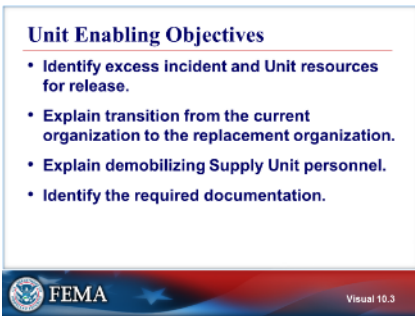 Unit Enabling Objectives
• Identify excess incident and Unit resources
for release.
• Explain transition from the current
organization to the replacement organization.
• Explain demobilizing Supply Unit personnel.
• Identify the required documentation.
FEMA
Visual 10.3